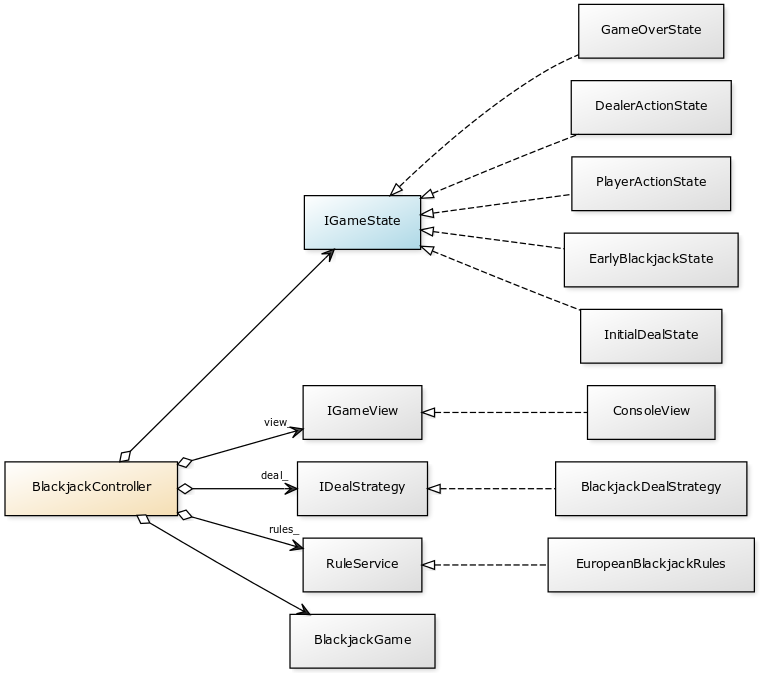 GameOverState
DealerActionState
PlayerActionState
IGameState
EarlyBlackjackState
InitialDealState
IGameView
ConsoleView
view_
BlackjackController
deal_
IDealStrategy
BlackjackDealStrategy
rules_
RuleService
EuropeanBlackjackRules
BlackjackGame